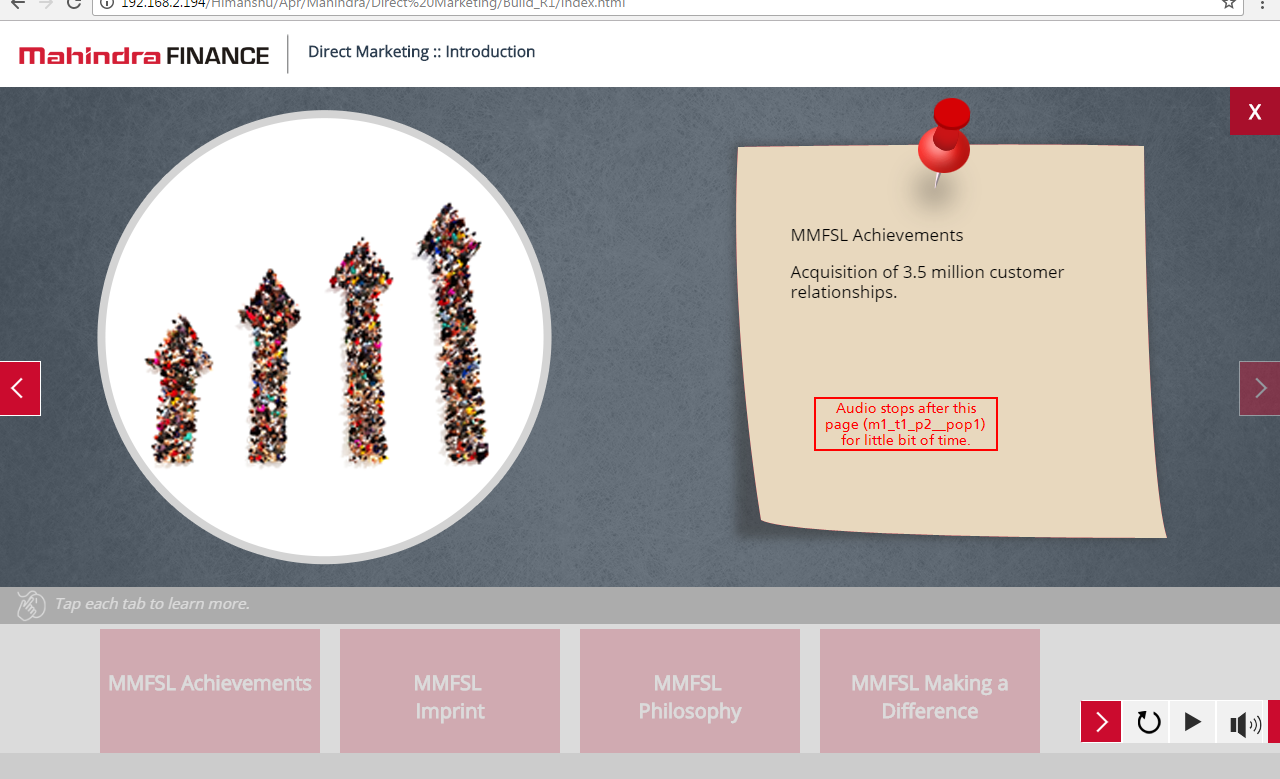 192.168.2.194/Himanshu/Apr/Mahindra/Direct%20Marketing/Build_R1/index.html
Mahindra FINANCE
Direct Marketing :: Introduction
X
MMFSL Achievements
Acquisition of 3.5 million customer
relationships.
Audio stops after this
page (m1_t1_p2__pop1)
for little bit of time.
Tap each tab to learn more.
MMFSL Achievements
MMFSL
Imprint
MMFSL
Philosophy
MMFSL Making a
Difference